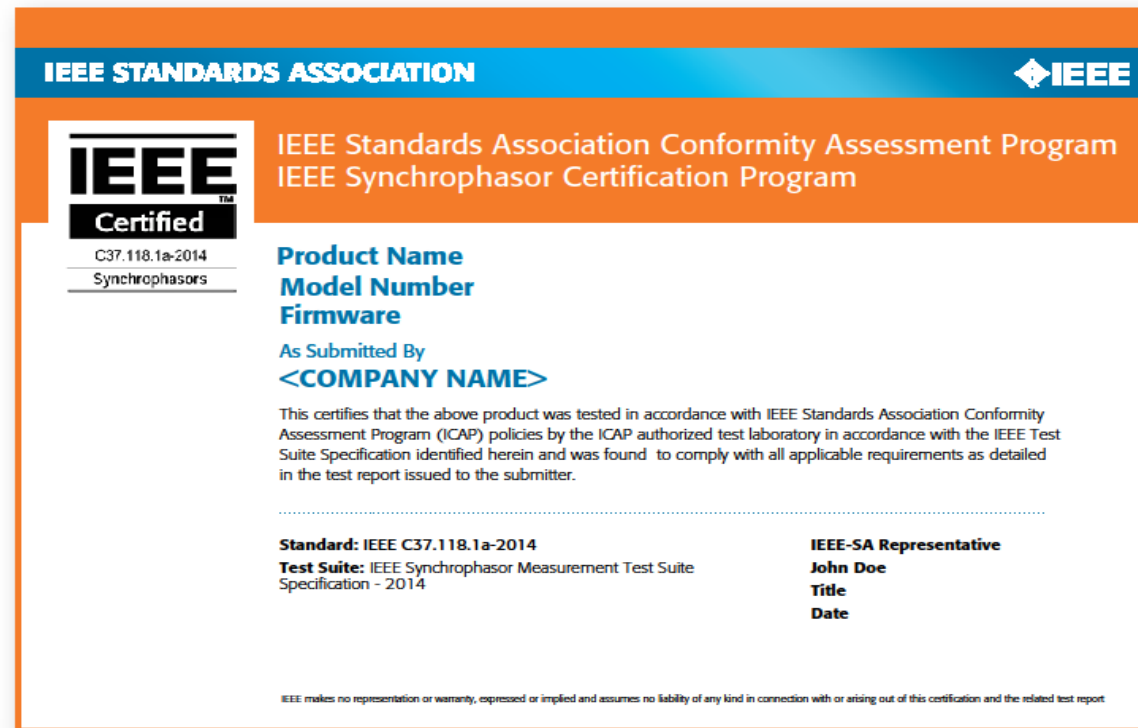 IEEE STANDARDS ASSOCIATION
IEEE
IEEE
TM
Certified
C37.118.1a-2014
Synchrophasors
IEEE Standards Association Conformity Assessment Program
IEEE Synchrophasor Certification Program
Product Name
Model Number
Firmware
As Submitted By
<COMPANY NAME>
This certifies that the above product was tested in accordance with IEEE Standards Association Conformity
Assessment Program (ICAP) policies by the ICAP authorized test laboratory in accordance with the IEEE Test
Suite Specification identified herein and was found to comply with all applicable requirements as detailed
in the test report issued to the submitter.
Standard: IEEE C37.118.1a-2014
Test Suite: IEEE Synchrophasor Measurement Test Suite
Specification - 2014
IEEE-SA Representative
John Doe
Title
Date
IEEE makes no representation or warranty, expressed or implied and assumes no liability of any kind in connection with or arising out of this certification and the related test report